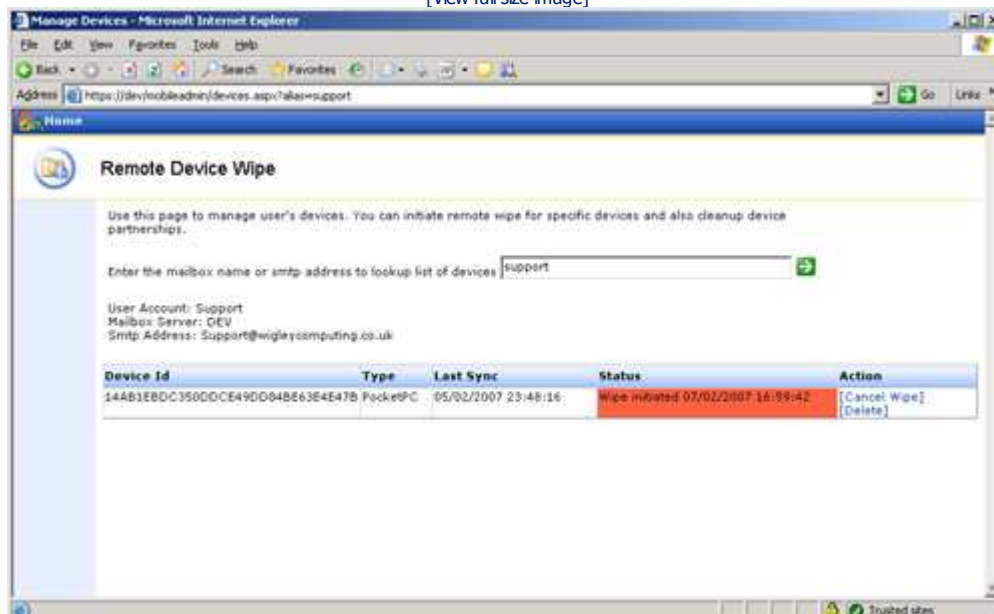 [View full size image]
Manage Devices - Microsoft Internet Explorer
File Edit View Favorites Tools Help
Back Search Favorites
Address https://dev/mobileadmin/devices.aspx?alias=support Go Links
Home
Remote Device Wipe
Use this page to manage user's devices. You can initiate remote wipe for specific devices and also cleanup device
partnerships.
Enter the mailbox name or smtp address to lookup list of devices support
User Account: Support
Mailbox Server: DEV
Smtp Address: Support@wigleycomputing.co.uk
Device Id Type Last Sync Status Action
14AB1EBDC350DDCE49DD84BE63E4E47B PocketPC 05/02/2007 23:48:16 Wipe initiated 07/02/2007 16:59:42 [Cancel Wipe]
[Delete]
Trusted sites